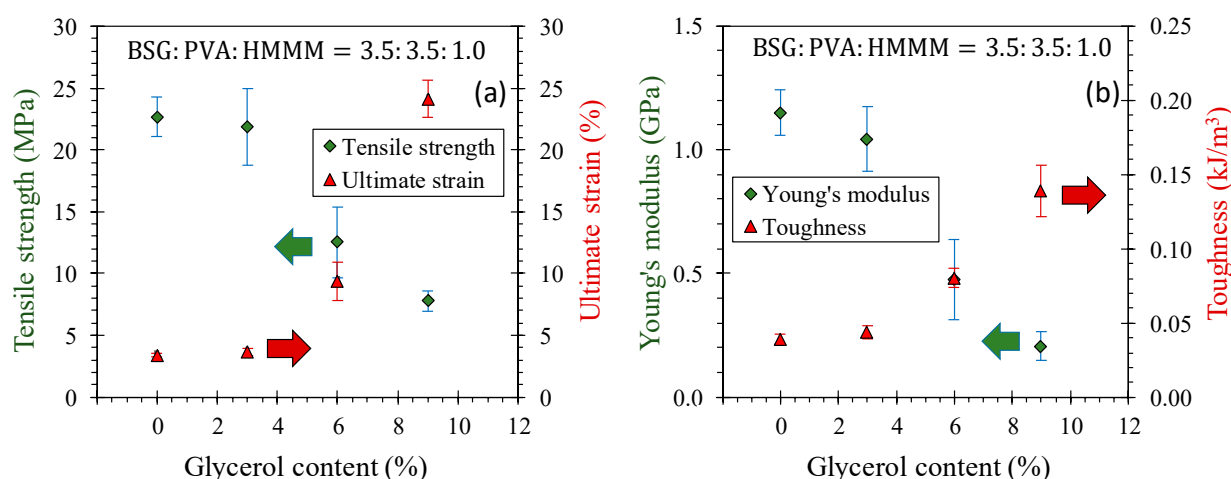 BSG: PVA: HMMM = 3.5: 3.5: 1.0
(a)
Tensile strength (MPa)
30
25
20
15
10
5
0
Tensile strength
Ultimate strain
30
25
20
15
10
5
0
Ultimate strain (%)
0 2 4 6 8 10 12
Glycerol content (%)
BSG: PVA: HMMM = 3.5: 3.5: 1.0
(b)
Young's modulus (GPa)
1.5
1.0
0.5
0.0
Young's modulus
Toughness
0.25
0.20
0.15
0.10
0.05
0.00
Toughness (kJ/m³)
0 2 4 6 8 10 12
Glycerol content (%)